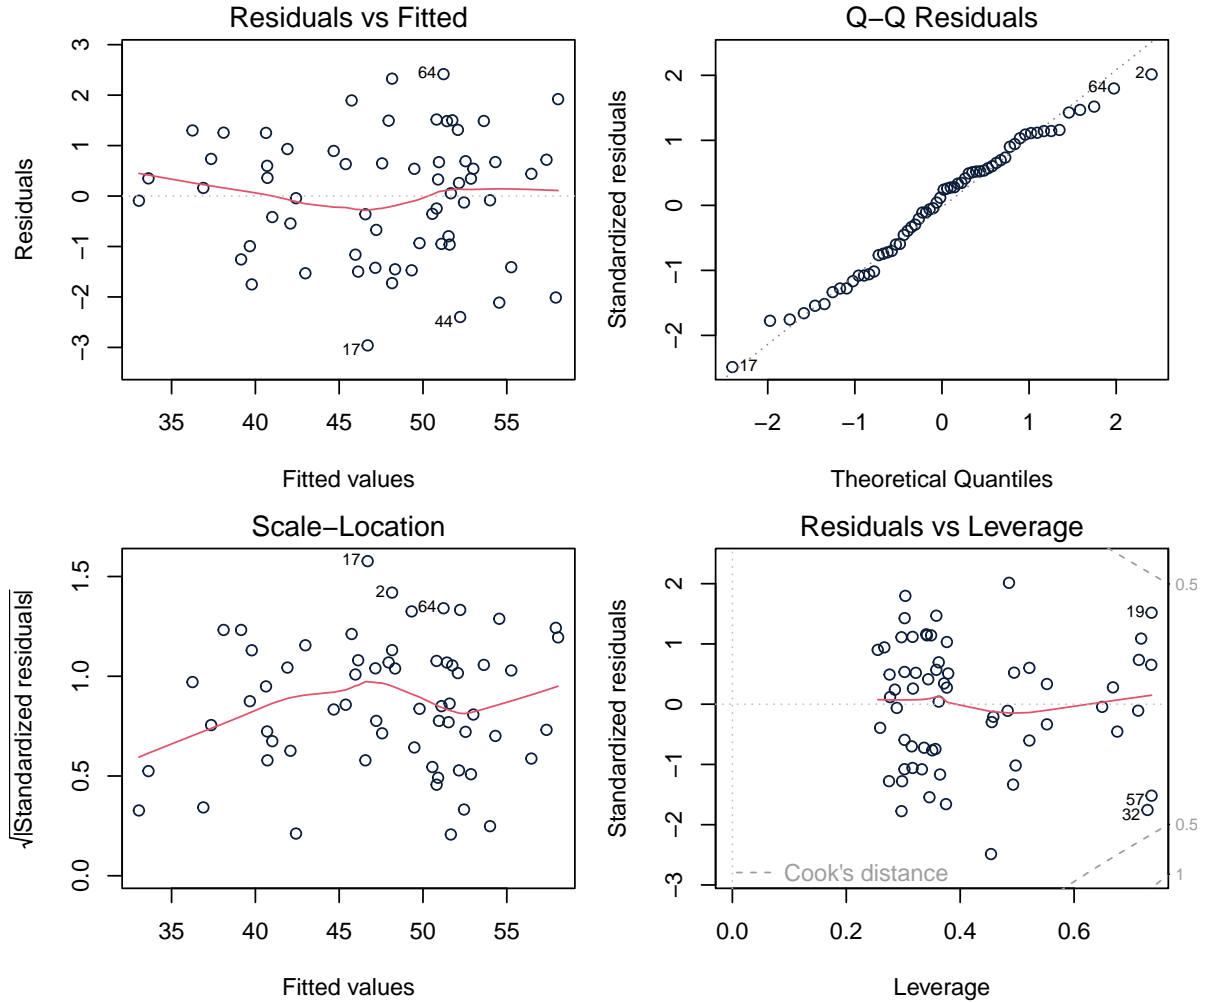 Residuals vs Fitted
Residuals
3
2
1
0
−1
−2
−3
64
44
17
35 40 45 50 55
Fitted values
Q−Q Residuals
Standardized residuals
2
1
0
−1
−2
2
64
17
−2 −1 0 1 2
Theoretical Quantiles
Scale−Location
√|Standardized residuals|
1.5
1.0
0.5
0.0
17
2
64
35 40 45 50 55
Fitted values
Residuals vs Leverage
Standardized residuals
2
1
0
−1
−2
−3
0.5
19
57
32
0.5
1
Cook's distance
0.0 0.2 0.4 0.6
Leverage